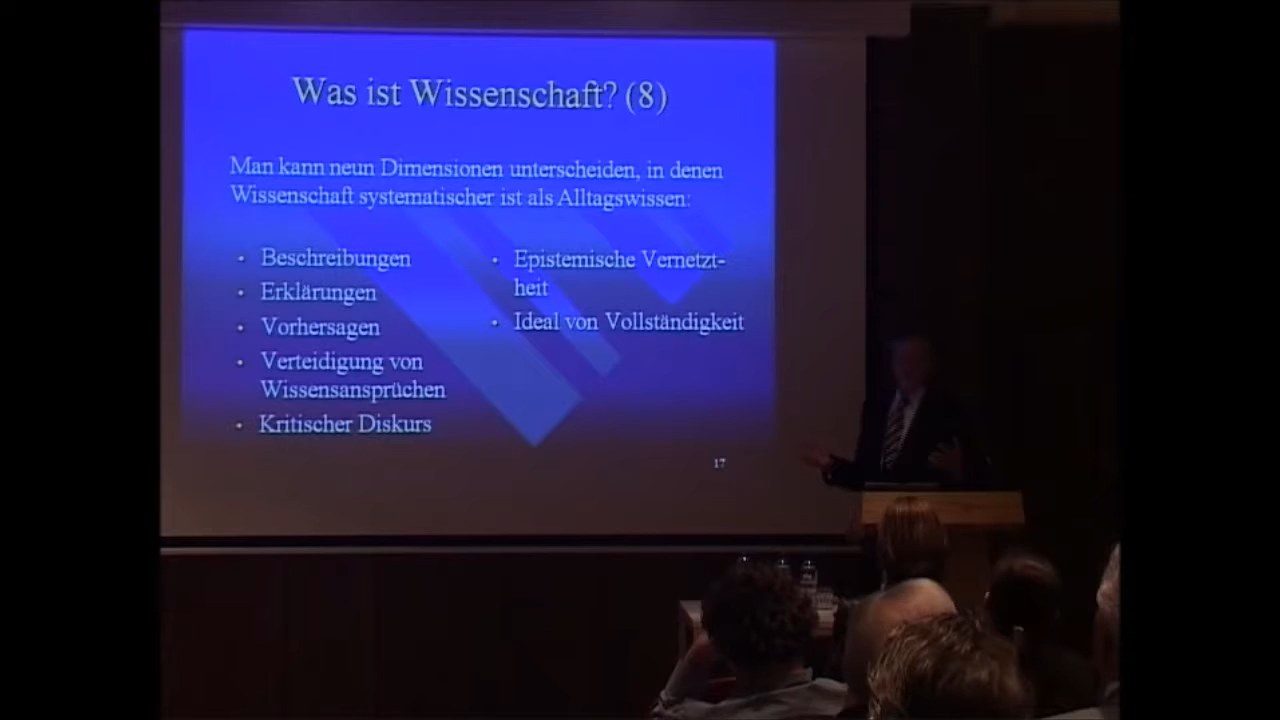 Was ist Wissenschaft? (8)
Man kann neun Dimensionen unterscheiden, in denen
Wissenschaft systematischer ist als Alltagswissen:
• Beschreibungen
• Erklärungen
• Vorhersagen
• Verteidigung von
Wissensansprüchen
• Kritischer Diskurs
• Epistemische Vernetzt-
heit
• Ideal von Vollständigkeit
17